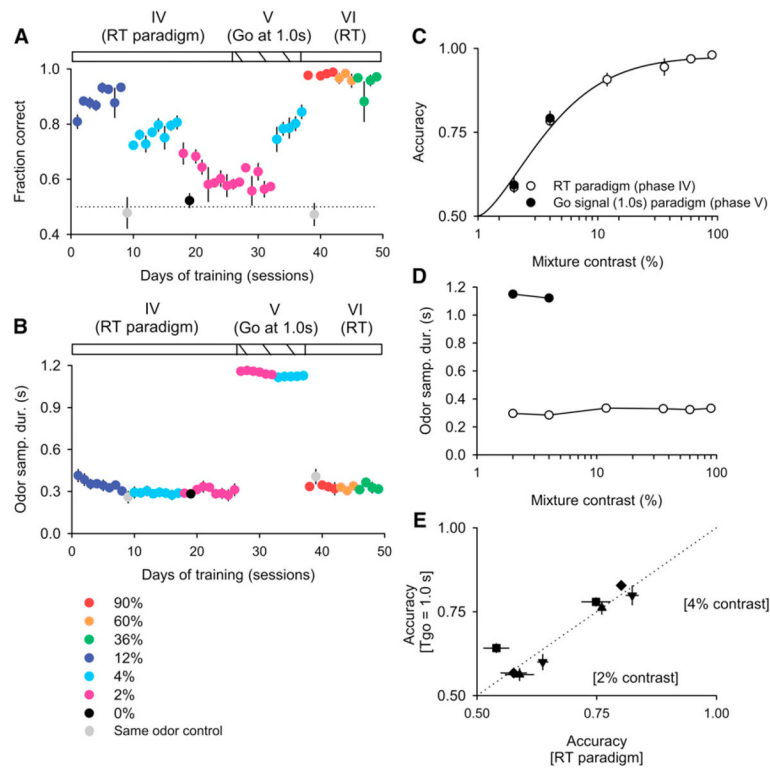 A
IV
(RT paradigm)
V
(Go at 1.0s)
VI
(RT)
Fraction correct
1.0
0.8
0.6
0.4
0
10
20
30
40
50
Days of training (sessions)
B
IV
(RT paradigm)
V
(Go at 1.0s)
VI
(RT)
Odor samp. dur. (s)
1.2
0.9
0.6
0.3
0.0
0
10
20
30
40
50
Days of training (sessions)
90%
60%
36%
12%
4%
2%
0%
Same odor control
C
Accuracy
1.00
0.75
0.50
RT paradigm (phase IV)
Go signal (1.0s) paradigm (phase V)
1
10
100
Mixture contrast (%)
D
Odor samp. dur. (s)
1.2
1.0
0.8
0.6
0.4
0.2
0.0
1
10
100
Mixture contrast (%)
E
Accuracy
[Tgo = 1.0 s]
1.00
0.75
0.50
[4% contrast]
[2% contrast]
0.50
0.75
1.00
Accuracy
[RT paradigm]